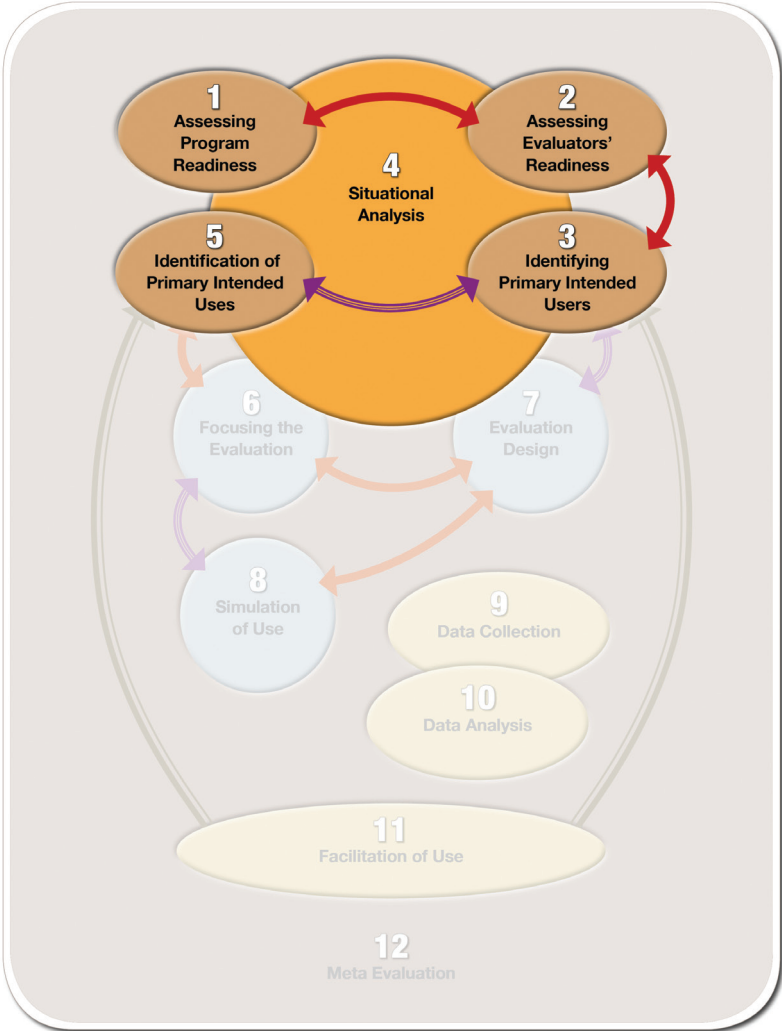 1
Assessing
Program
Readiness
2
Assessing
Evaluators’
Readiness
4
Situational
Analysis
5
Identification of
Primary Intended
Uses
3
Identifying
Primary Intended
Users
6
Focusing the
Evaluation
7
Evaluation
Design
8
Simulation
of Use
9
Data Collection
10
Data Analysis
11
Facilitation of Use
12
Meta Evaluation